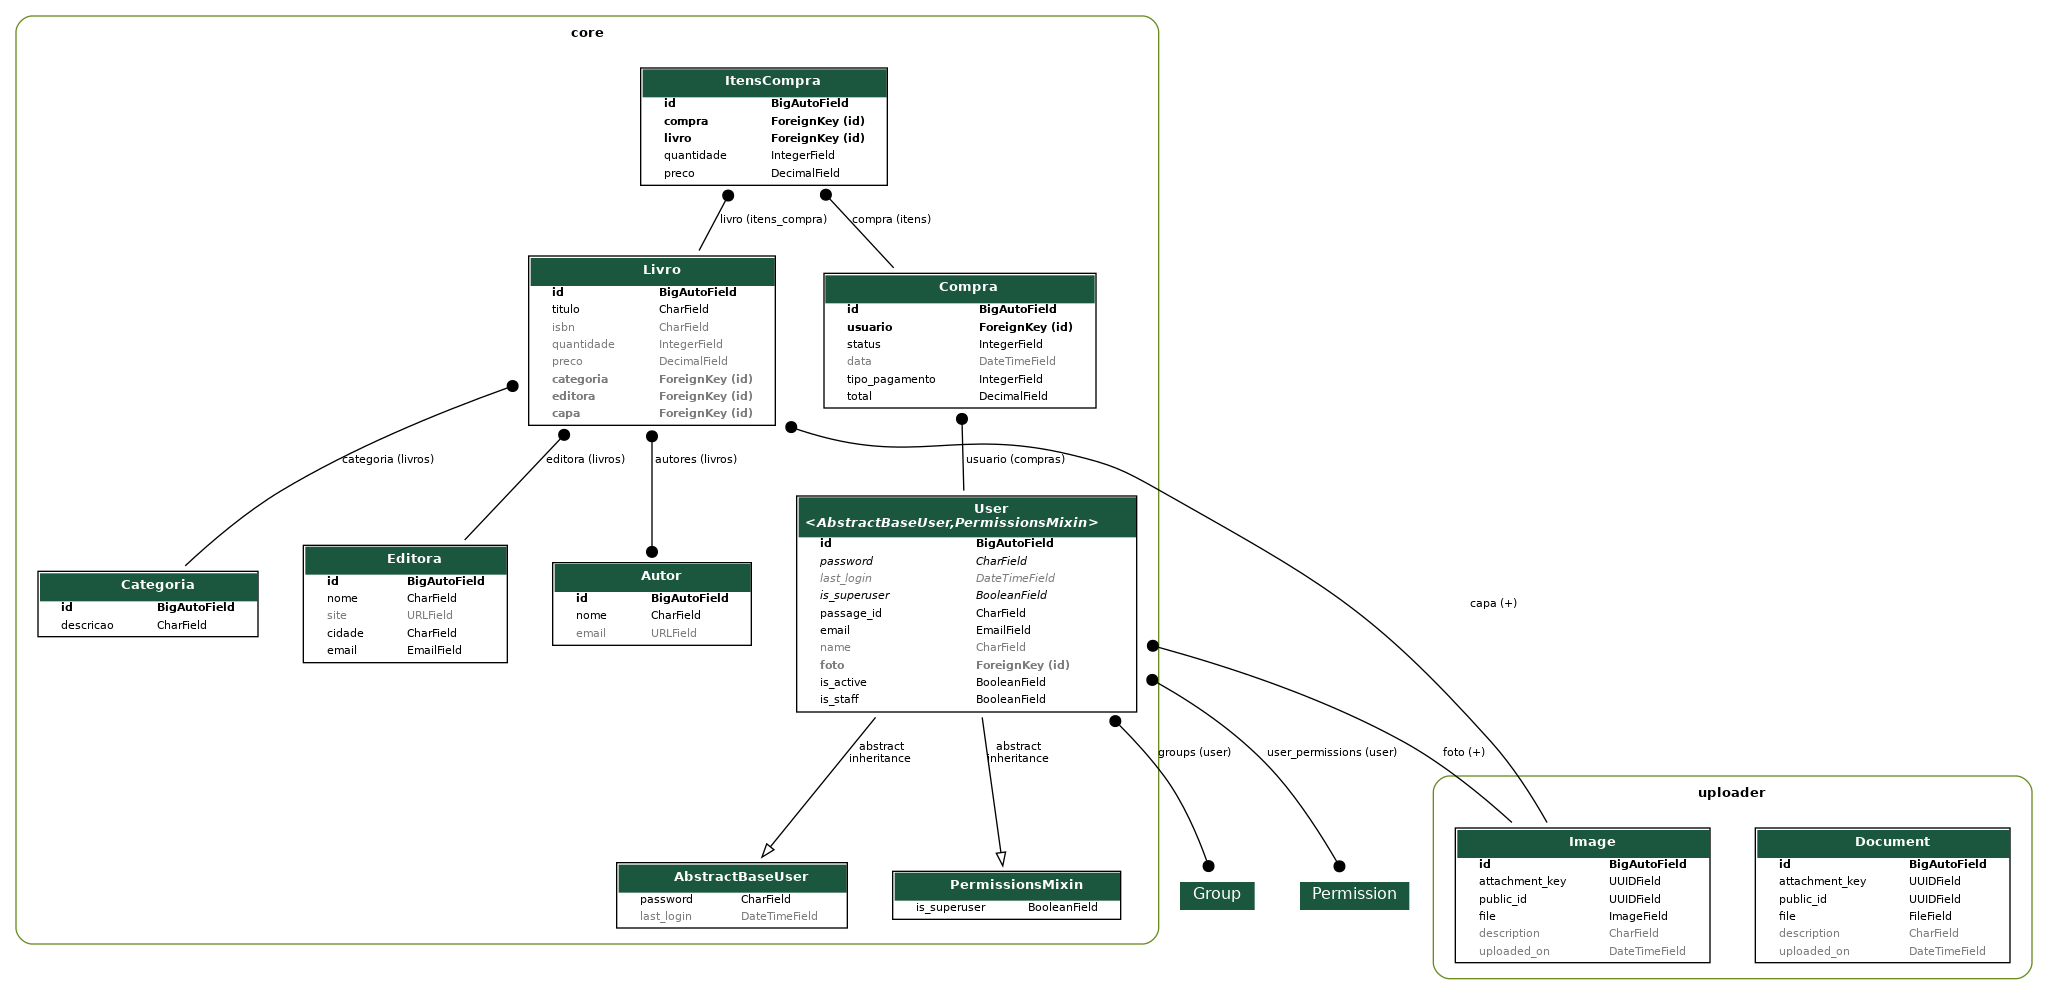 core
ItensCompra
id BigAutoField
compra ForeignKey (id)
livro ForeignKey (id)
quantidade IntegerField
preco DecimalField
livro (itens_compra)
compra (itens)
Livro
id BigAutoField
titulo CharField
isbn CharField
quantidade IntegerField
preco DecimalField
categoria ForeignKey (id)
editora ForeignKey (id)
capa ForeignKey (id)
Compra
id BigAutoField
usuario ForeignKey (id)
status IntegerField
data DateTimeField
tipo_pagamento IntegerField
total DecimalField
categoria (livros)
editora (livros)
autores (livros)
usuario (compras)
Categoria
id BigAutoField
descricao CharField
Editora
id BigAutoField
nome CharField
site URLField
cidade CharField
email EmailField
Autor
id BigAutoField
nome CharField
email URLField
User
<AbstractBaseUser,PermissionsMixin>
id BigAutoField
password CharField
last_login DateTimeField
is_superuser BooleanField
passage_id CharField
email EmailField
name CharField
foto ForeignKey (id)
is_active BooleanField
is_staff BooleanField
capa (+)
abstract
inheritance
abstract
inheritance
groups (user)
user_permissions (user)
foto (+)
AbstractBaseUser
password CharField
last_login DateTimeField
PermissionsMixin
is_superuser BooleanField
Group
Permission
uploader
Image
id BigAutoField
attachment_key UUIDField
public_id UUIDField
file ImageField
description CharField
uploaded_on DateTimeField
Document
id BigAutoField
attachment_key UUIDField
public_id UUIDField
file FileField
description CharField
uploaded_on DateTimeField